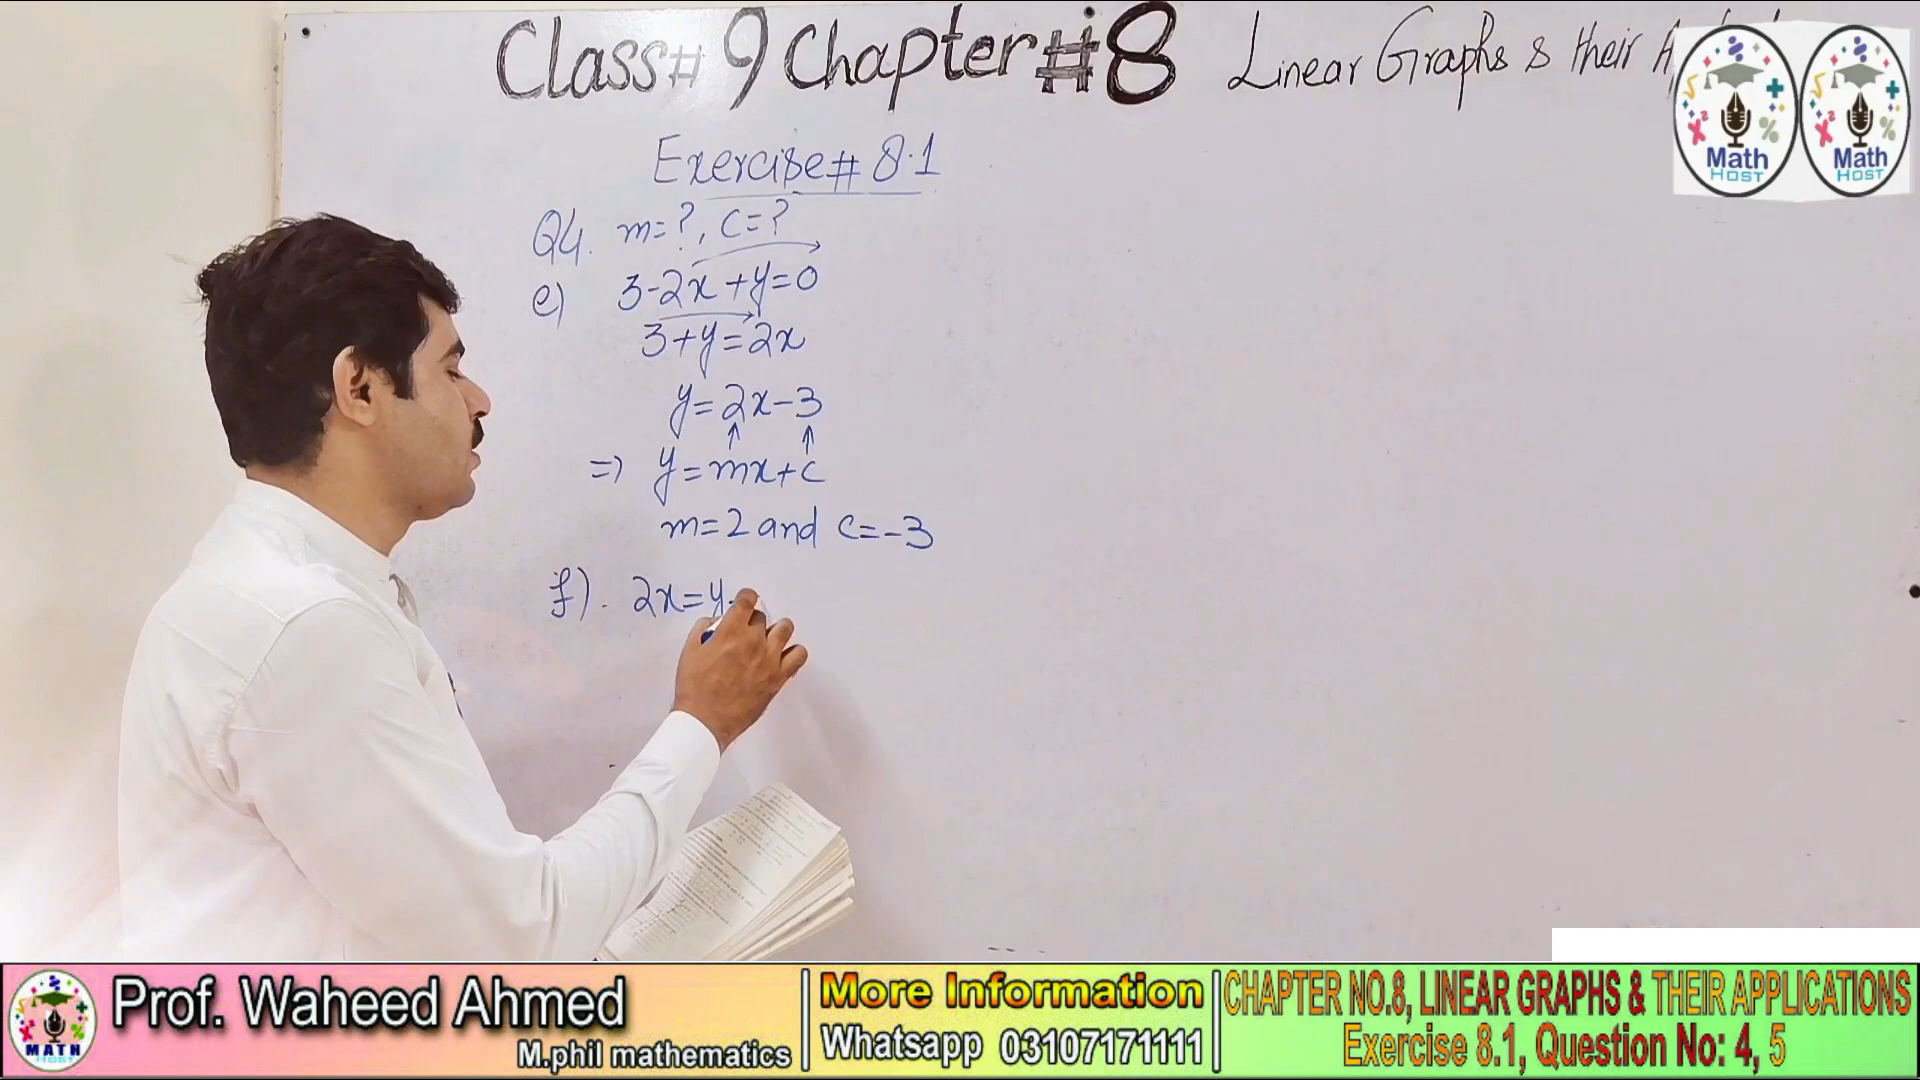 Class# 9 Chapter #8 Linear Graphs & their
Math
HOST
Math
HOST
Exercise# 8.1
Q4. m=?, C=?
e) 3-2x+y=0
3+y=2x
y=2x-3
=> y=mx+c
m=2 and c=-3
f). 2x=y-
MATH
HOST
Prof. Waheed Ahmed
M.phil mathematics
More Information
Whatsapp 03107171111
CHAPTER NO.8, LINEAR GRAPHS & THEIR APPLICATIONS
Exercise 8.1, Question No: 4, 5